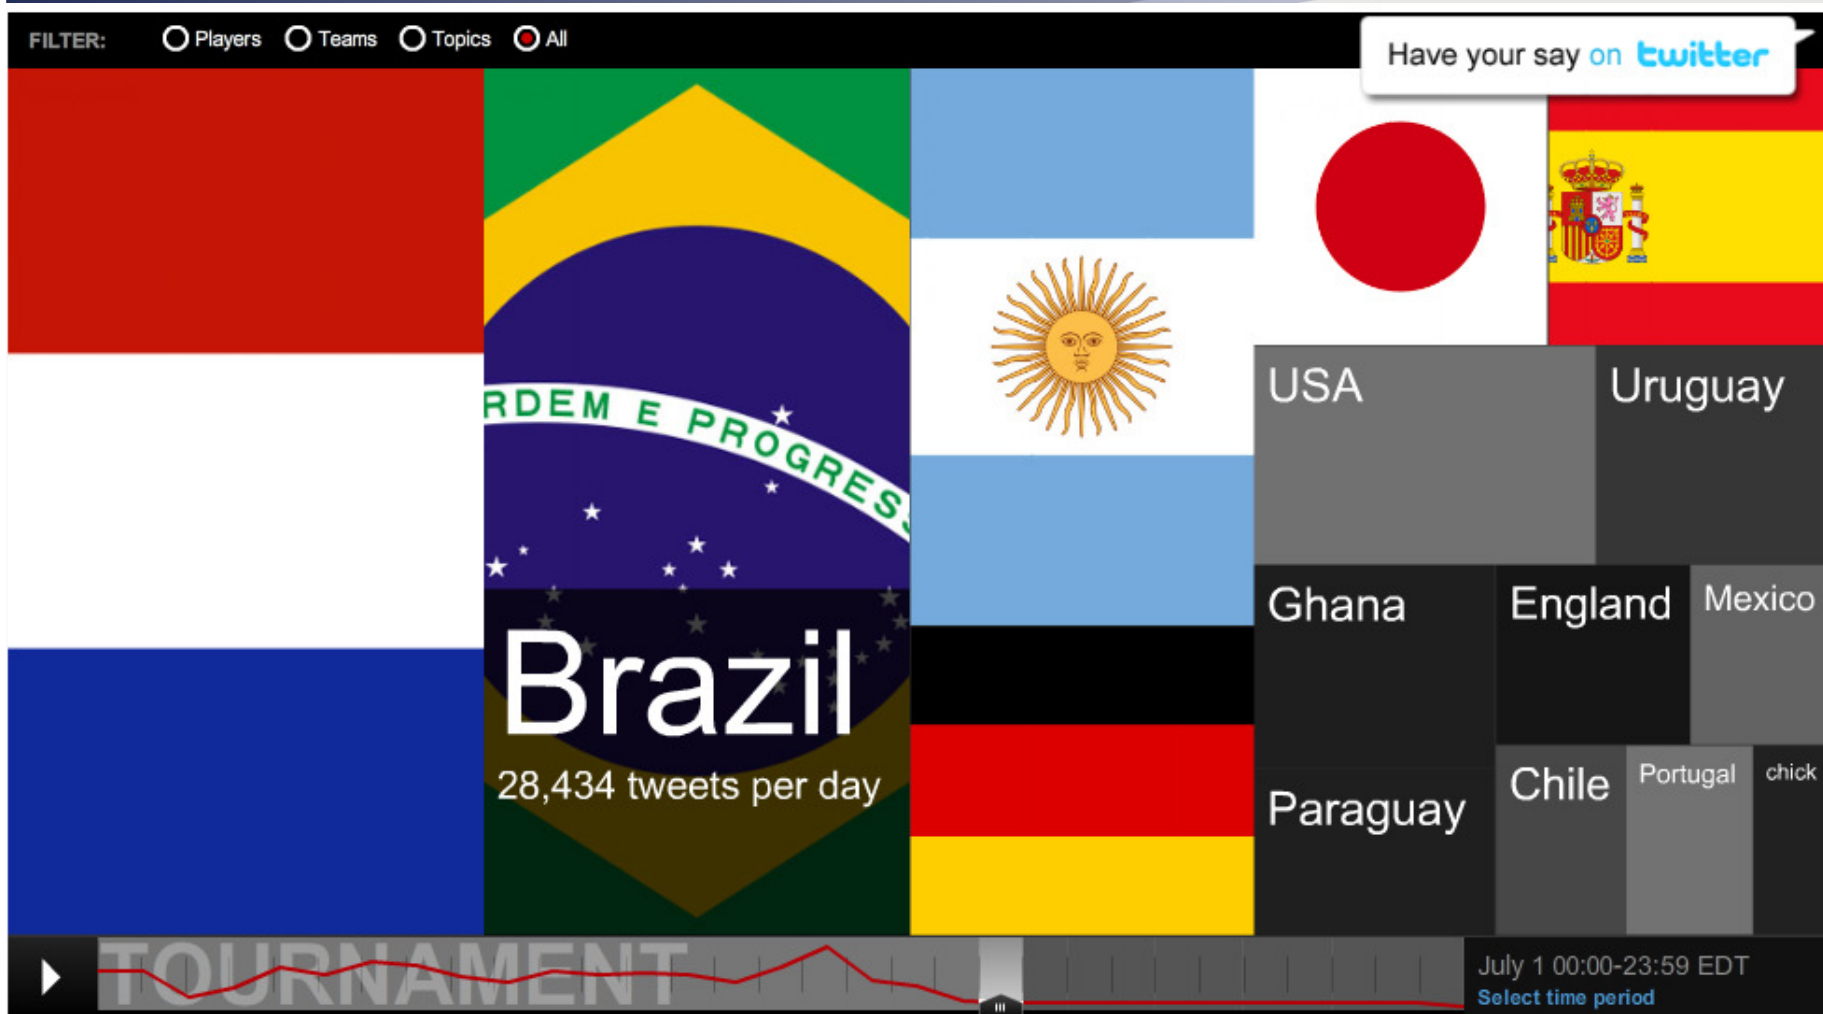 FILTER: Players Teams Topics All
Have your say on twitter
RDEM E PROGRESS
USA
Uruguay
Ghana
England
Mexico
Brazil
28,434 tweets per day
Paraguay
Chile
Portugal
chick
TOURNAMENT
July 1 00:00-23:59 EDT
Select time period